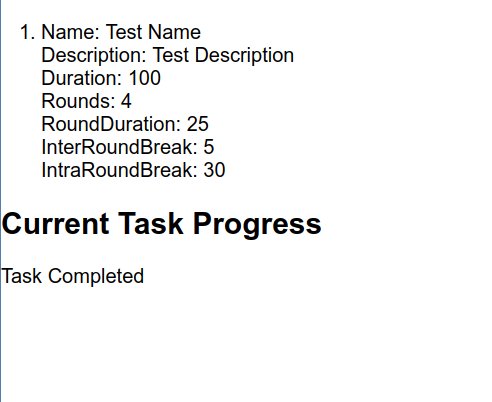 1. Name: Test Name
Description: Test Description
Duration: 100
Rounds: 4
RoundDuration: 25
InterRoundBreak: 5
IntraRoundBreak: 30
Current Task Progress
Task Completed